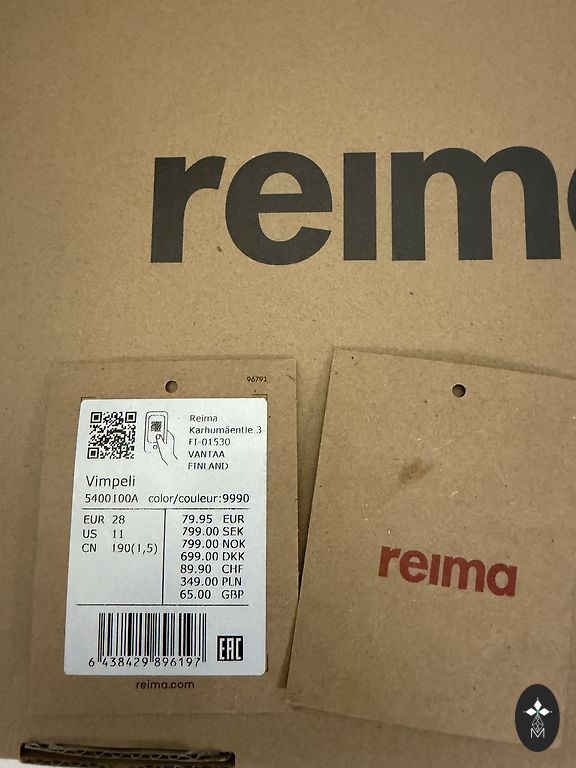 reima
96791
Reima
Karhumäentie 3
FI-01530
VANTAA
FINLAND
Vimpeli
5400100A color/couleur:9990
EUR 28
US 11
CN 190(1,5)
79.95 EUR
799.00 SEK
799.00 NOK
699.00 DKK
89.90 CHF
349.00 PLN
65.00 GBP
6 438429 896197
EAC
reima.com
reima
M